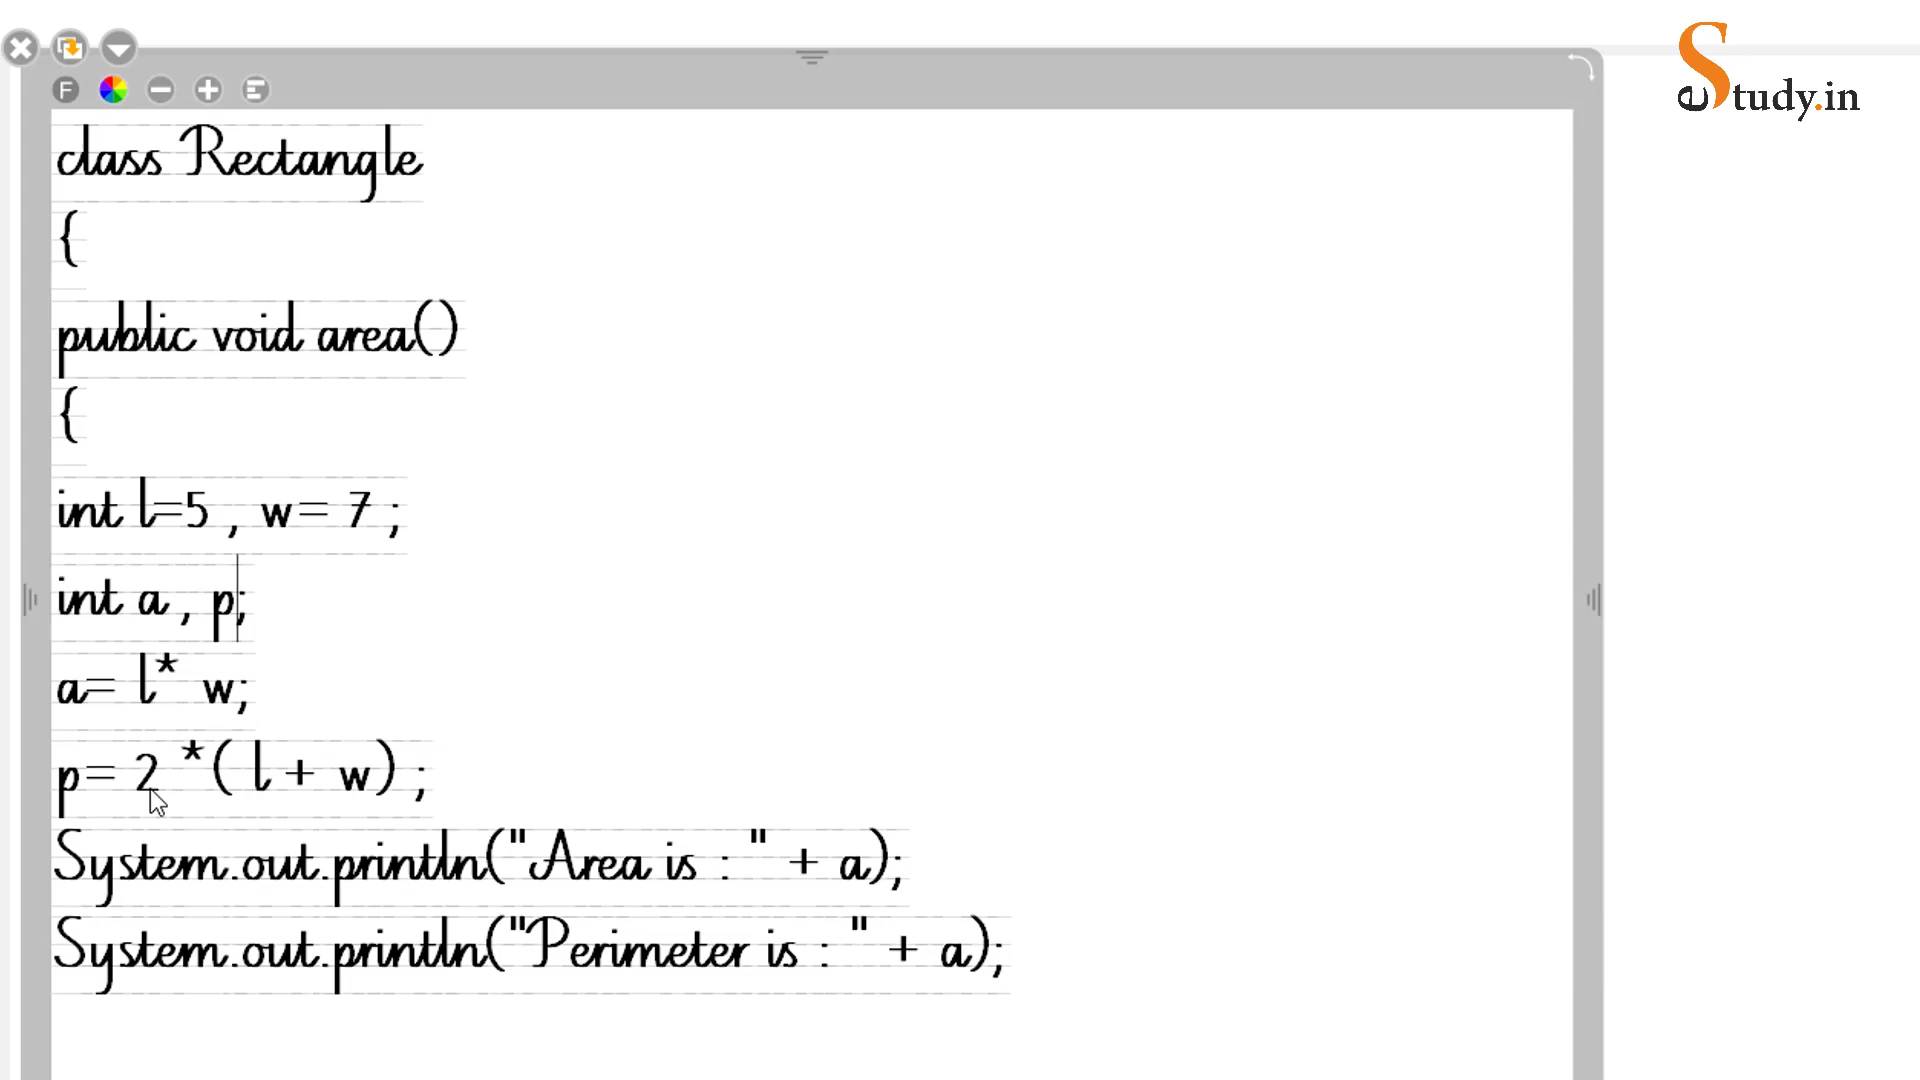 F
eStudy.in
class Rectangle
{
public void area()
{
int l=5 , w= 7 ;
int a , p;
a= l* w;
p= 2 *( l + w) ;
System.out.println("Area is : " + a);
System.out.println("Perimeter is : " + a);